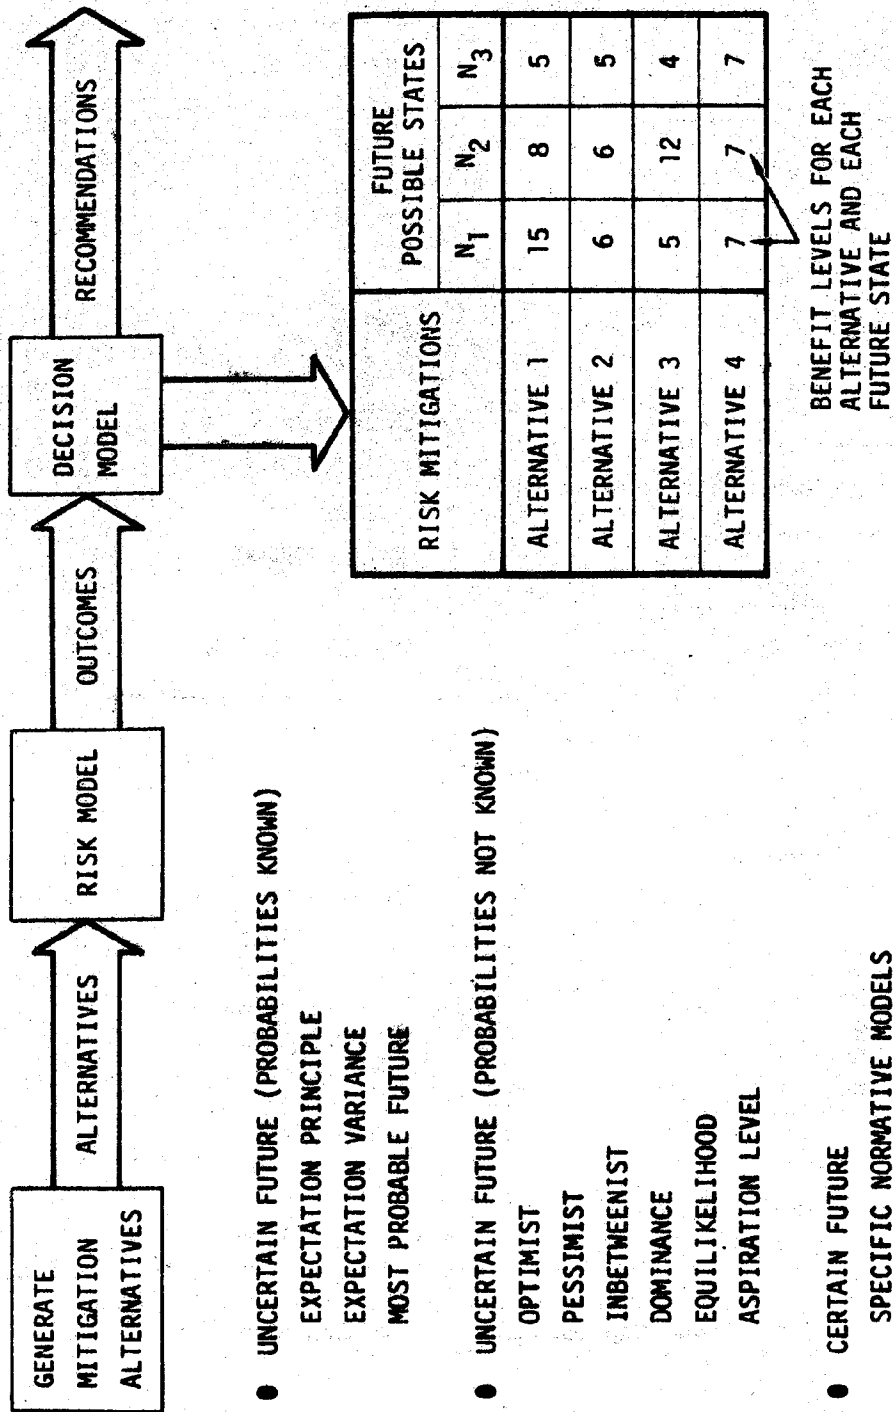 GENERATE
MITIGATION
ALTERNATIVES
ALTERNATIVES
RISK MODEL
OUTCOMES
DECISION
MODEL
RECOMMENDATIONS
● UNCERTAIN FUTURE (PROBABILITIES KNOWN)
EXPECTATION PRINCIPLE
EXPECTATION VARIANCE
MOST PROBABLE FUTURE
● UNCERTAIN FUTURE (PROBABILITIES NOT KNOWN)
OPTIMIST
PESSIMIST
INBETWEENIST
DOMINANCE
EQUILIKELIHOOD
ASPIRATION LEVEL
● CERTAIN FUTURE
SPECIFIC NORMATIVE MODELS
RISK MITIGATIONS
FUTURE
POSSIBLE STATES
N1 N2 N3
ALTERNATIVE 1 15 8 5
ALTERNATIVE 2 6 6 5
ALTERNATIVE 3 5 12 4
ALTERNATIVE 4 7 7 7
BENEFIT LEVELS FOR EACH
ALTERNATIVE AND EACH
FUTURE STATE